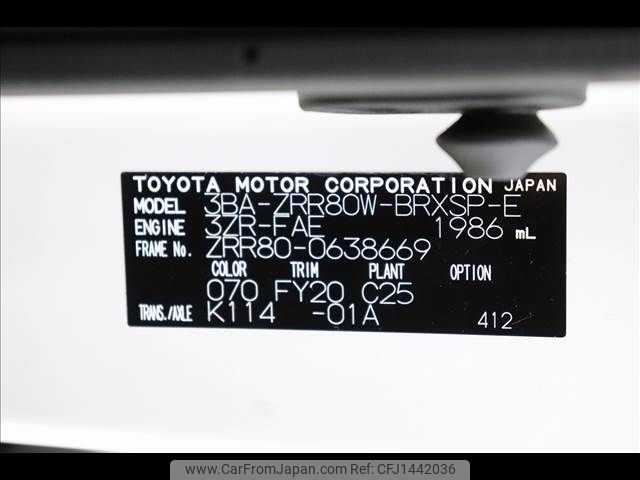 TOYOTA MOTOR CORPORATION JAPAN
MODEL 3BA-ZRR80W-BRXSP-E
ENGINE 3ZR-FAE 1986 mL
FRAME No. ZRR80-0638669
COLOR TRIM PLANT OPTION
070 FY20 C25
TRANS./AXLE K114 -01A 412
www.CarFromJapan.com CFJ1442036